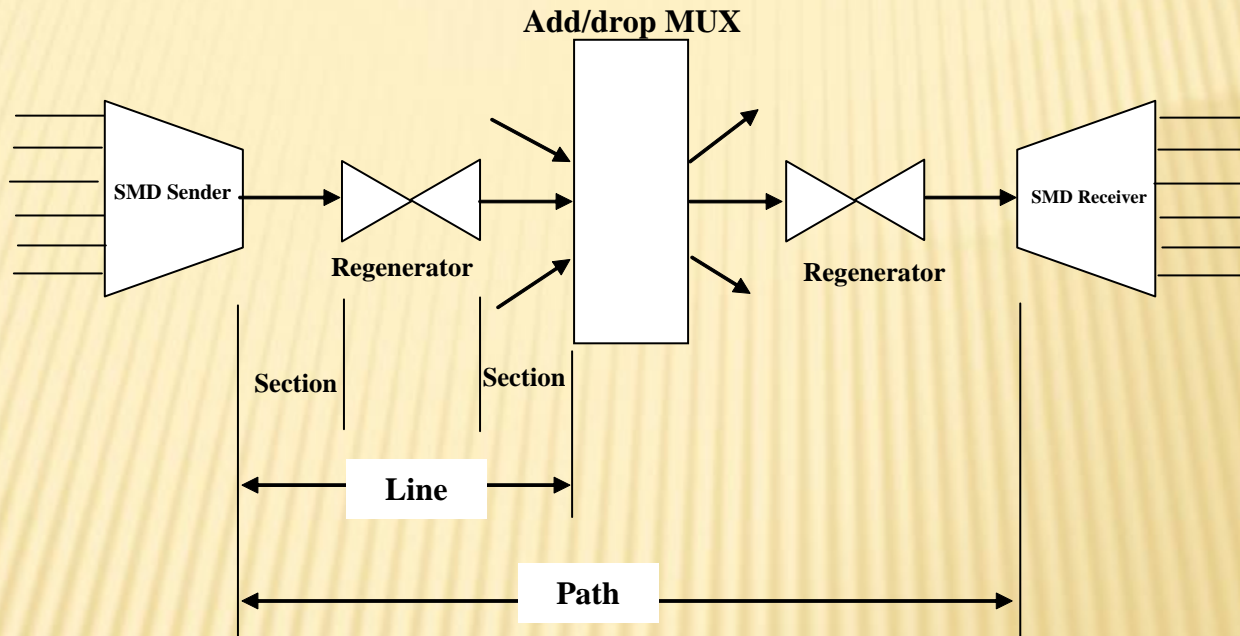 Add/drop MUX
SMD Sender
SMD Receiver
Regenerator
Regenerator
Section
Section
Line
Path